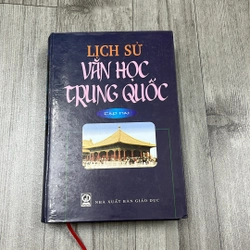 LỊCH SỬ
VĂN HỌC
TRUNG QUỐC
NHÀ XUẤT BẢN GIÁO DỤC